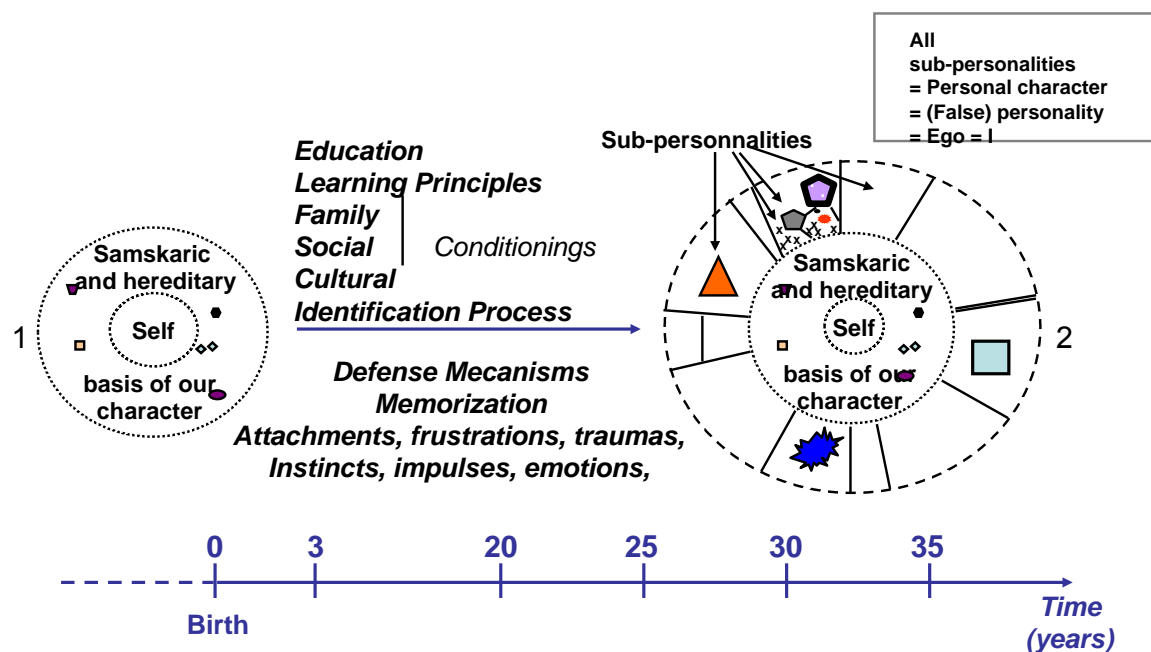 All
sub-personalities
= Personal character
= (False) personality
= Ego = I
Sub-personnalities
Education
Learning Principles
Family
Social
Conditionings
Cultural
Identification Process
Defense Mecanisms
Memorization
Attachments, frustrations, traumas,
Instincts, impulses, emotions,
1
Samskaric
and hereditary
Self
basis of our
character
Samskaric
and hereditary
Self
basis of our
character
2
x x x x x x x x x x
0 3 20 25 30 35
Birth
Time
(years)